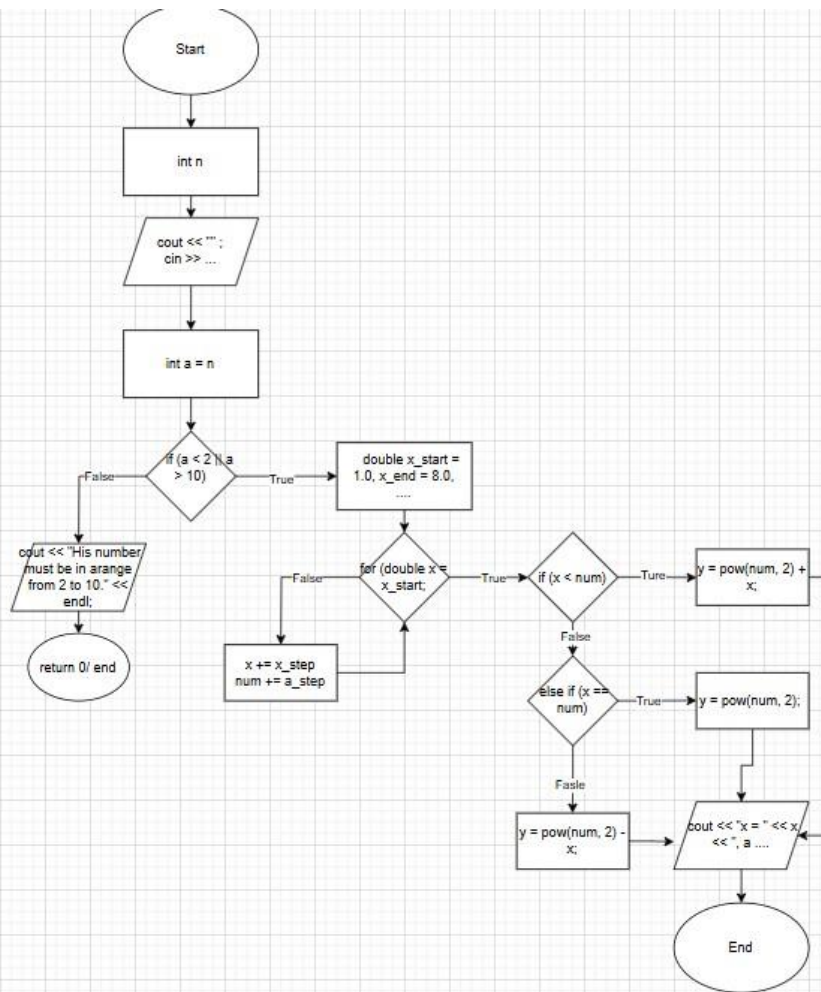 Start
int n
cout << "" ;
cin >> ...
int a = n
if (a < 2 || a
> 10)
False
True
double x_start =
1.0, x_end = 8.0,
....
cout << "His number
must be in arange
from 2 to 10." <<
endl;
return 0/ end
for (double x =
x_start;
False
True
x += x_step
num += a_step
if (x < num)
Ture
y = pow(num, 2) +
x;
False
else if (x ==
num)
True
y = pow(num, 2);
Fasle
y = pow(num, 2) -
x;
cout << "x = " << x
<< ", a ....
End